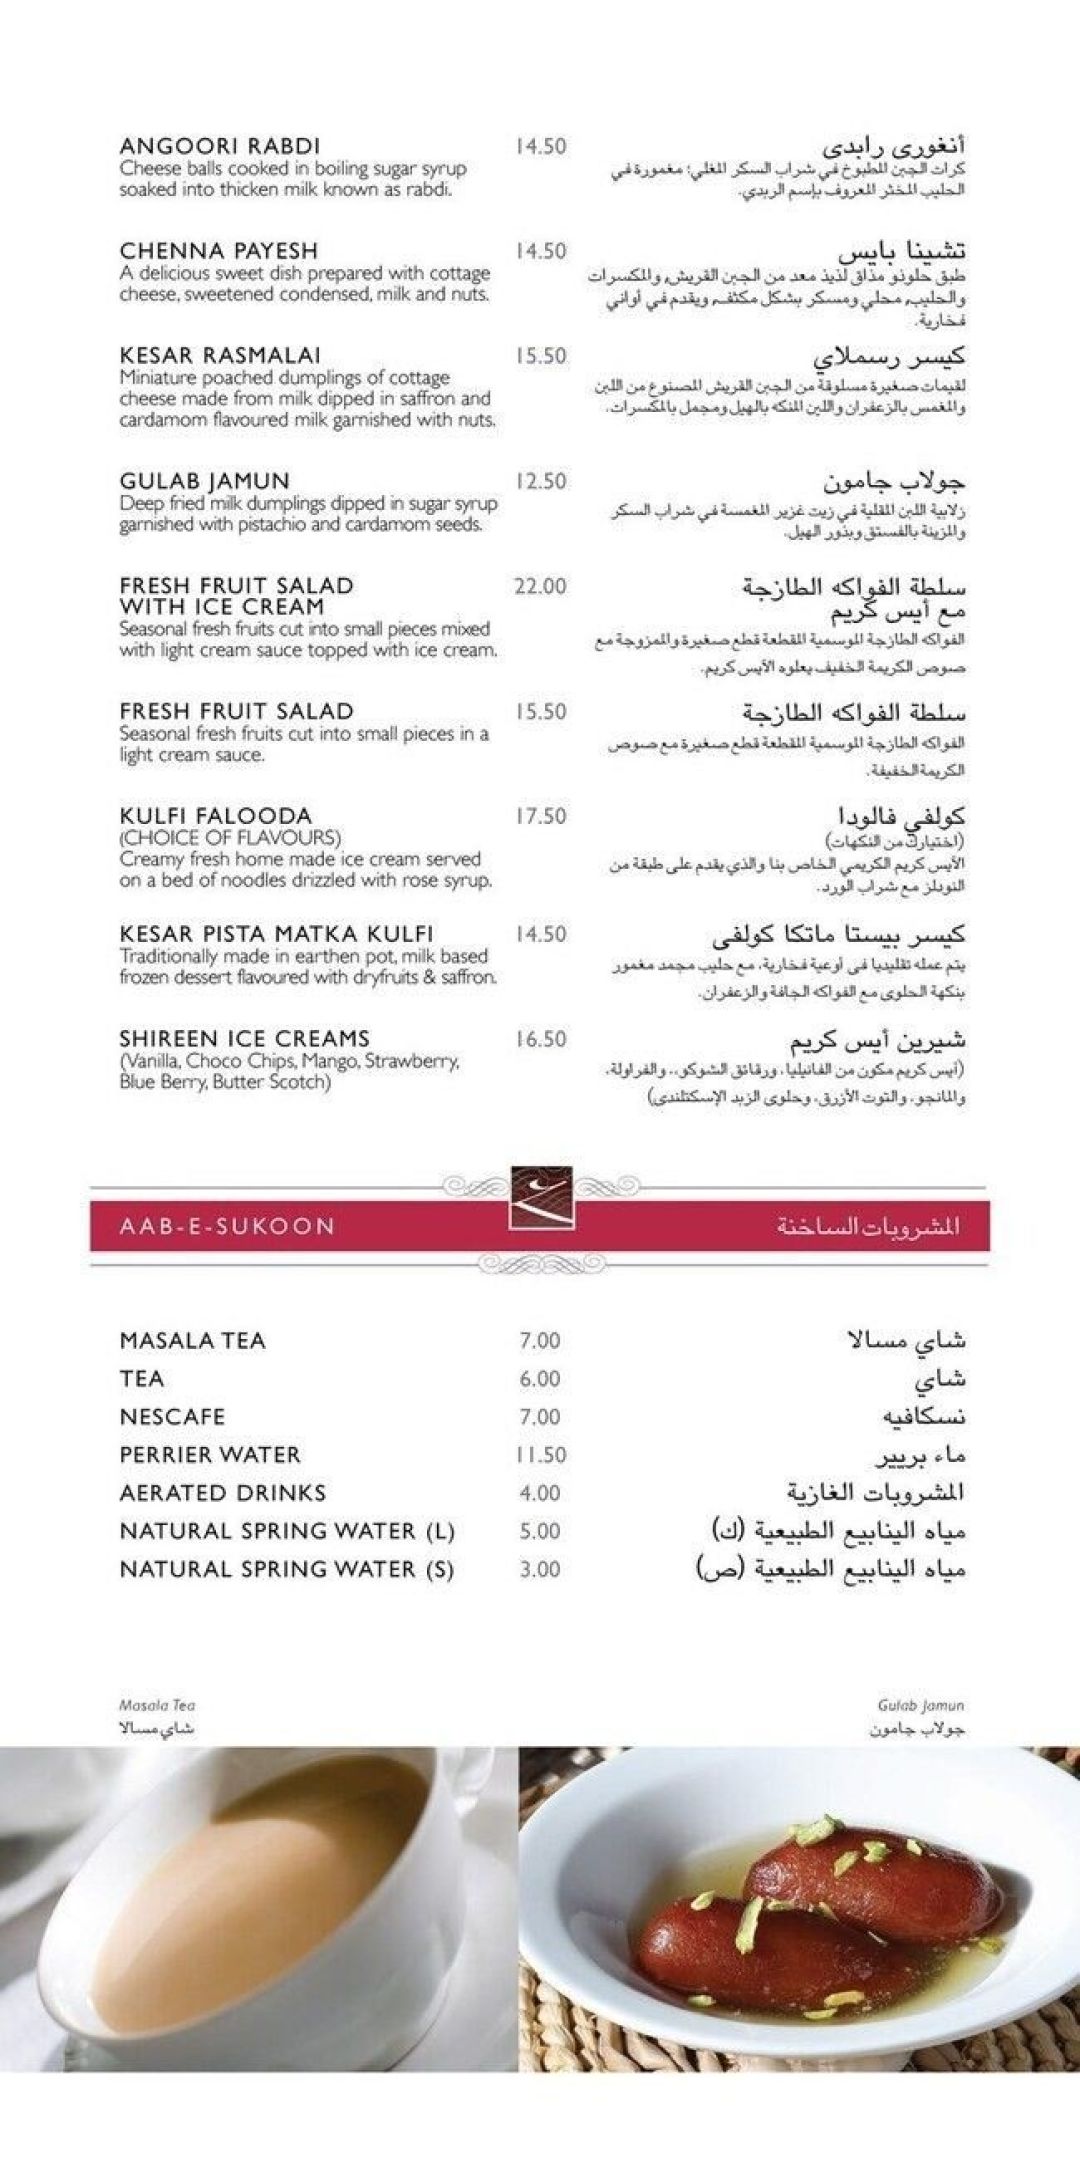 ANGOORI RABDI 14.50 أنغورى رابدى
Cheese balls cooked in boiling sugar syrup
soaked into thicken milk known as rabdi.
كرات الجبن المطبوخ في شراب السكر المغلي؛ مغمورة في
الحليب المخثر المعروف بإسم الربدي.
CHENNA PAYESH 14.50 تشينا بايس
A delicious sweet dish prepared with cottage
cheese, sweetened condensed, milk and nuts.
طبق حلونو مذاق لذيذ معد من الجبن القريش, والمكسرات
والحليب, محلي ومسكر بشكل مكثف, ويقدم في أواني
فخارية.
KESAR RASMALAI 15.50 كيسر رسملاي
Miniature poached dumplings of cottage
cheese made from milk dipped in saffron and
cardamom flavoured milk garnished with nuts.
لقيمات صغيرة مسلوقة من الجبن القريش المصنوع من اللبن
والمغمس بالزعفران واللبن المنكه بالهيل ومجمل بالمكسرات.
GULAB JAMUN 12.50 جولاب جامون
Deep fried milk dumplings dipped in sugar syrup
garnished with pistachio and cardamom seeds.
زلابية اللبن المقلية في زيت غزير المغمسة في شراب السكر
والمزينة بالفستق وبذور الهيل.
FRESH FRUIT SALAD 22.00 سلطة الفواكه الطازجة
WITH ICE CREAM مع أيس كريم
Seasonal fresh fruits cut into small pieces mixed
with light cream sauce topped with ice cream.
الفواكه الطازجة الموسمية المقطعة قطع صغيرة والممزوجة مع
صوص الكريمة الخفيف يعلوه الآيس كريم.
FRESH FRUIT SALAD 15.50 سلطة الفواكه الطازجة
Seasonal fresh fruits cut into small pieces in a
light cream sauce.
الفواكه الطازجة الموسمية المقطعة قطع صغيرة مع صوص
الكريمة الخفيفة.
KULFI FALOODA 17.50 كولفي فالودا
(CHOICE OF FLAVOURS) (اختيارك من النكهات)
Creamy fresh home made ice cream served
on a bed of noodles drizzled with rose syrup.
الآيس كريم الكريمي الخاص بنا والذي يقدم على طبقة من
النودلز مع شراب الورد.
KESAR PISTA MATKA KULFI 14.50 كيسر بيستا ماتكا كولفى
Traditionally made in earthen pot, milk based
frozen dessert flavoured with dryfruits & saffron.
يتم عمله تقليديا فى أوعية فخارية، مع حليب مجمد مغمور
بنكهة الحلوى مع الفواكه الجافة والزعفران.
SHIREEN ICE CREAMS 16.50 شيرين أيس كريم
(Vanilla, Choco Chips, Mango, Strawberry,
Blue Berry, Butter Scotch)
(أيس كريم مكون من الفانيليا، ورقائق الشوكو.. والفراولة.
والمانجو. والتوت الأزرق، وحلوى الزبد الإسكتلندى)
AAB-E-SUKOON المشروبات الساخنة
MASALA TEA 7.00 شاي مسالا
TEA 6.00 شاي
NESCAFE 7.00 نسكافيه
PERRIER WATER 11.50 ماء بريير
AERATED DRINKS 4.00 المشروبات الغازية
NATURAL SPRING WATER (L) 5.00 مياه الينابيع الطبيعية (ك)
NATURAL SPRING WATER (S) 3.00 مياه الينابيع الطبيعية (ص)
Masala Tea Gulab Jamun
شاي مسالا جولاب جامون